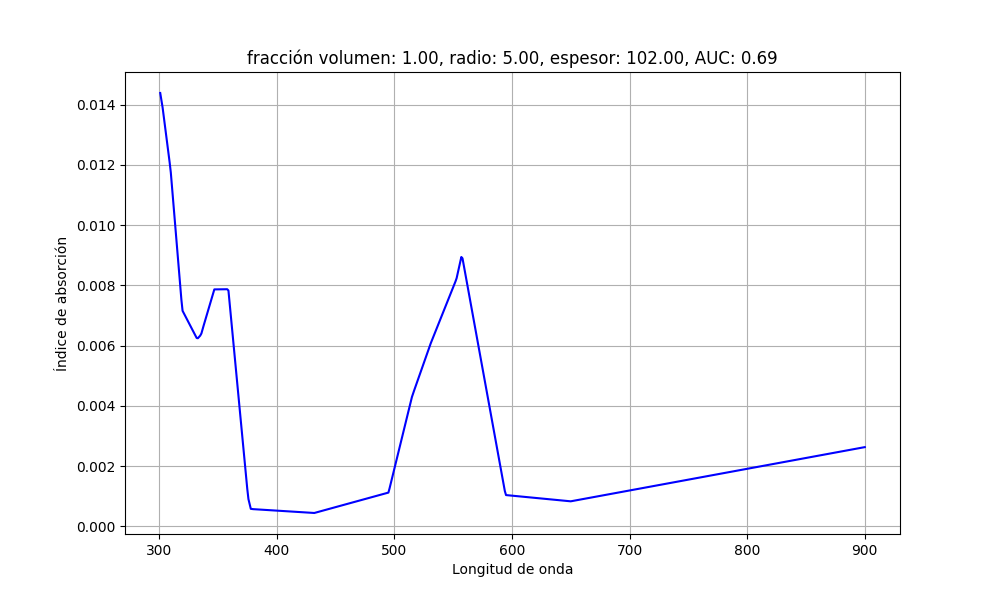 fracción volumen: 1.00, radio: 5.00, espesor: 102.00, AUC: 0.69
Índice de absorción
0.014
0.012
0.010
0.008
0.006
0.004
0.002
0.000
300 400 500 600 700 800 900
Longitud de onda